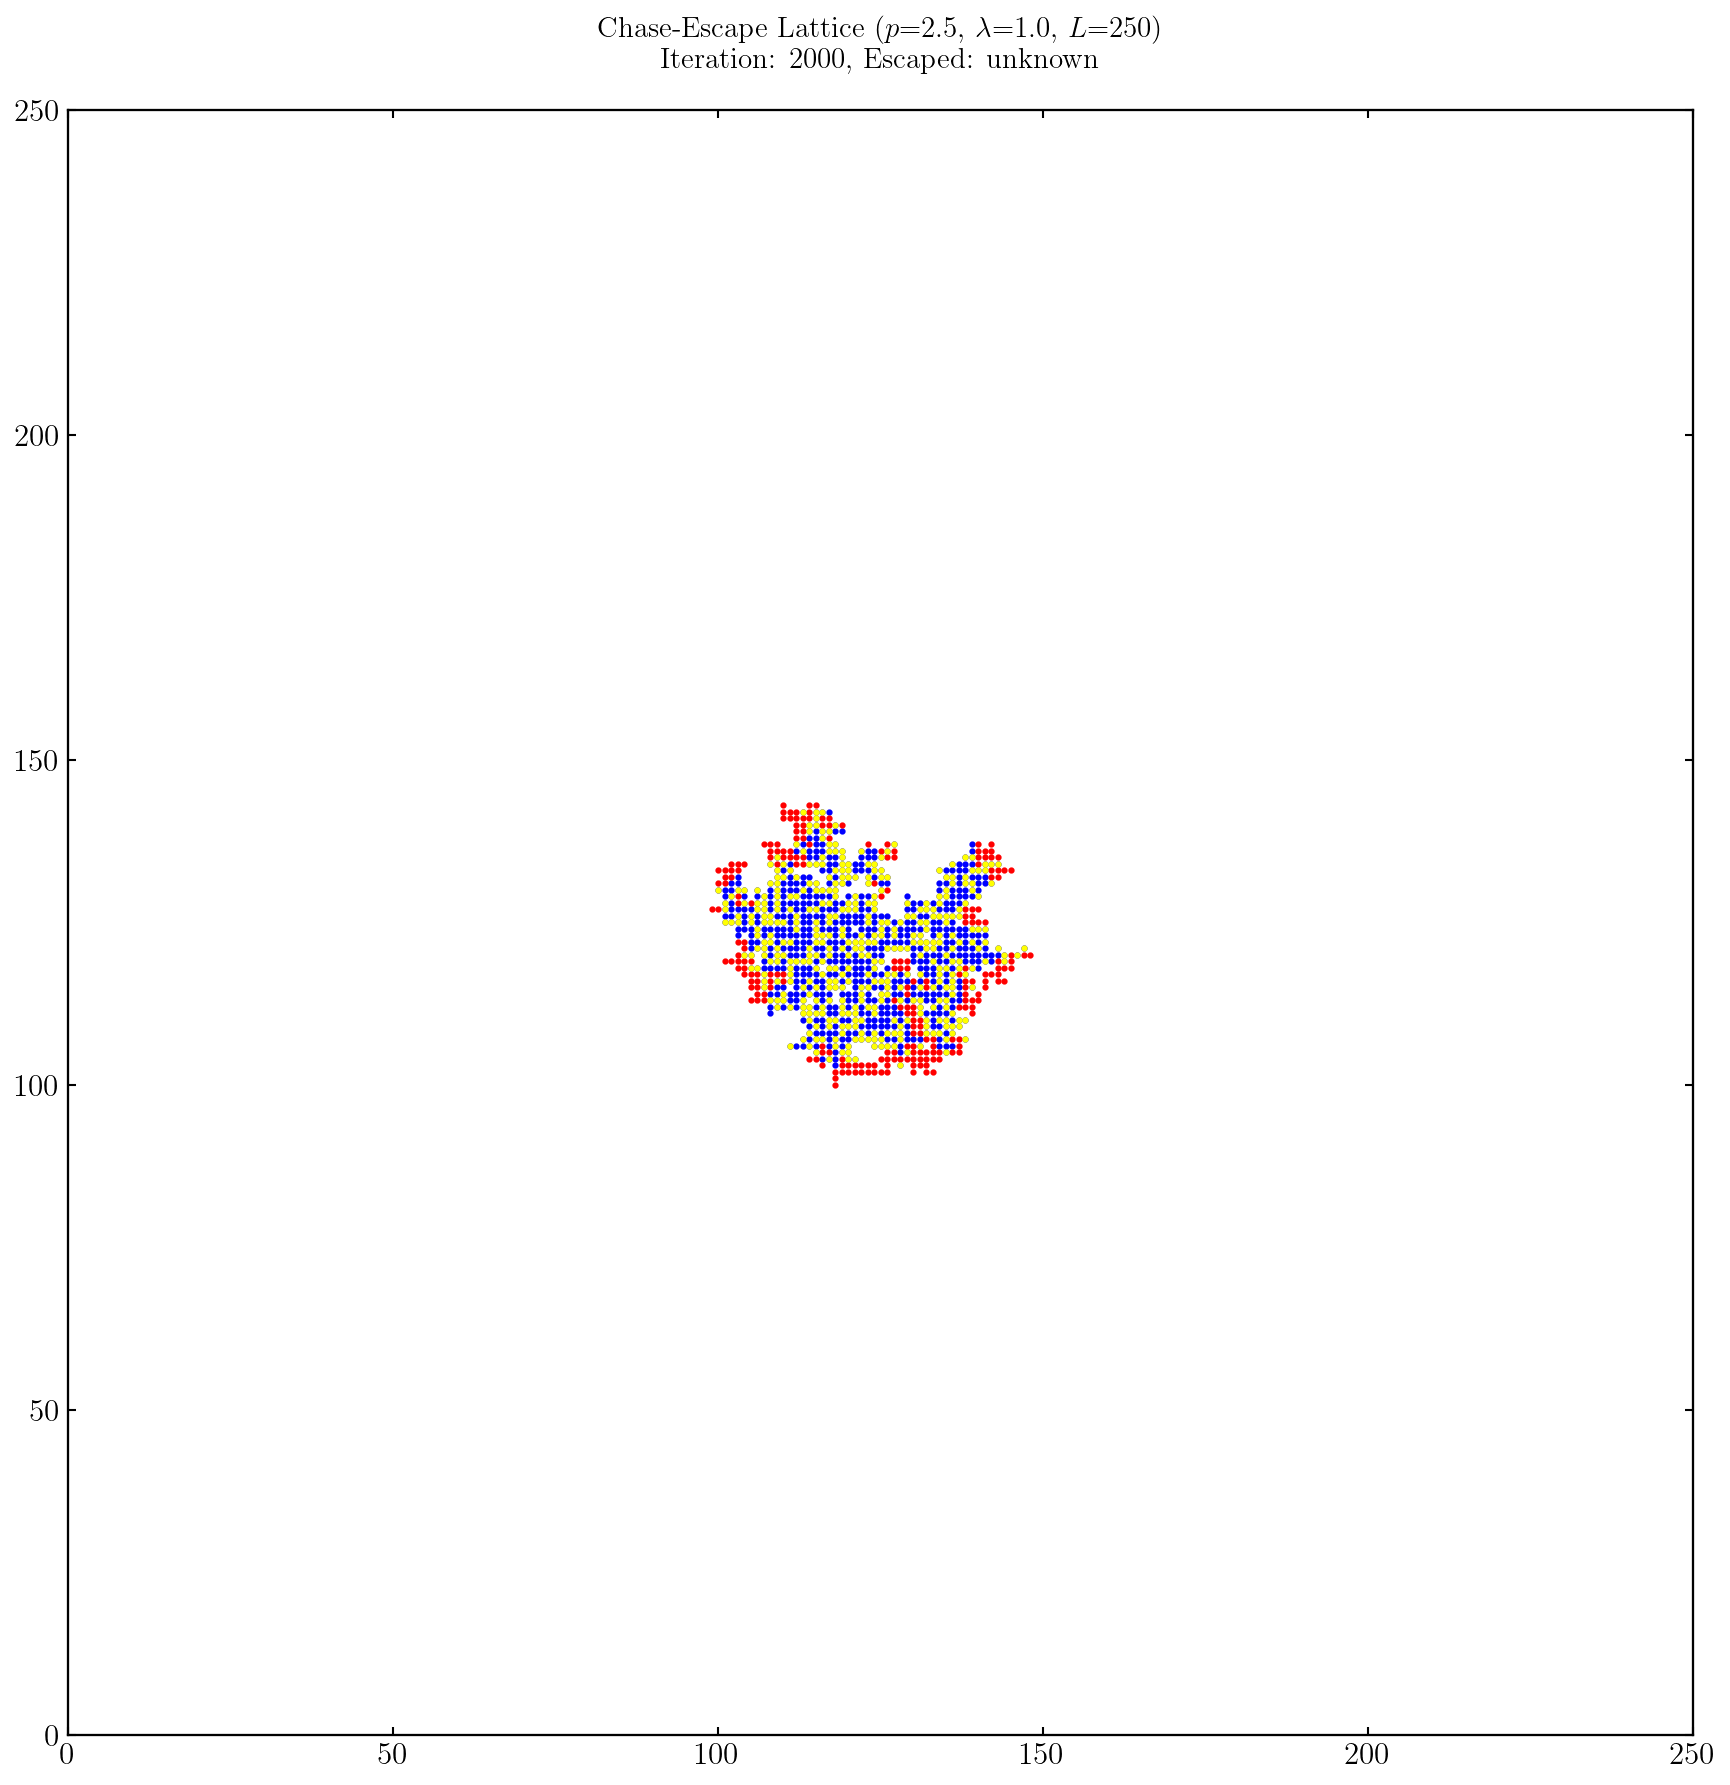 Chase-Escape Lattice (p=2.5, λ=1.0, L=250)
Iteration: 2000, Escaped: unknown
250
200
150
100
50
0
0 50 100 150 200 250